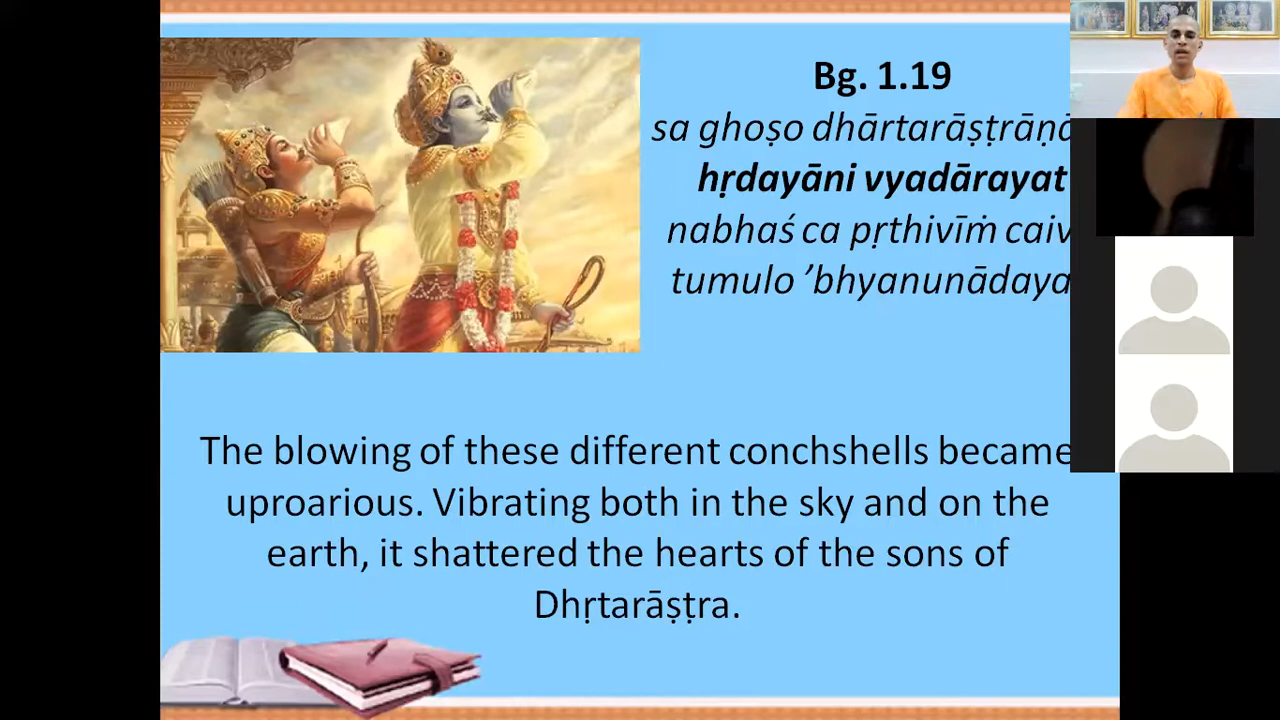 Bg. 1.19
sa ghoṣo dhārtarāṣṭrāṇā
hṛdayāni vyadārayat
nabhaś ca pṛthivīṁ caiv
tumulo ’bhyanunādaya
The blowing of these different conchshells became
uproarious. Vibrating both in the sky and on the
earth, it shattered the hearts of the sons of
Dhṛtarāṣṭra.